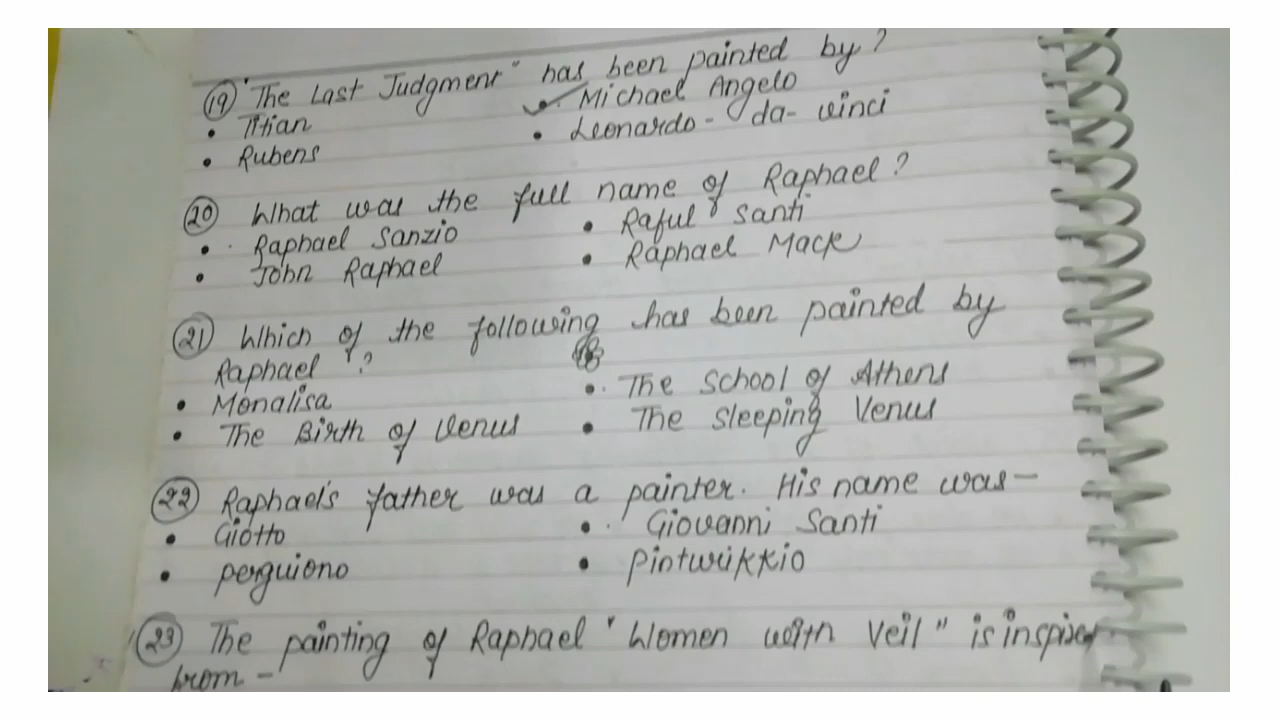 (19) "The Last Judgment" has been painted by?
• Titian ✓• Michael Angelo
• Rubens • Leonardo-da-vinci
(20) What was the full name of Raphael?
• Raphael Sanzio • Raful Santi
• John Raphael • Raphael Mack
(21) Which of the following has been painted by
Raphael?
• Monalisa • The School of Athens
• The Birth of Venus • The Sleeping Venus
(22) Raphael's father was a painter. His name was-
• Giotto • Giovanni Santi
• perguiono • Pinturikkio
(23) The painting of Raphael "Women with Veil" is inspired
from -